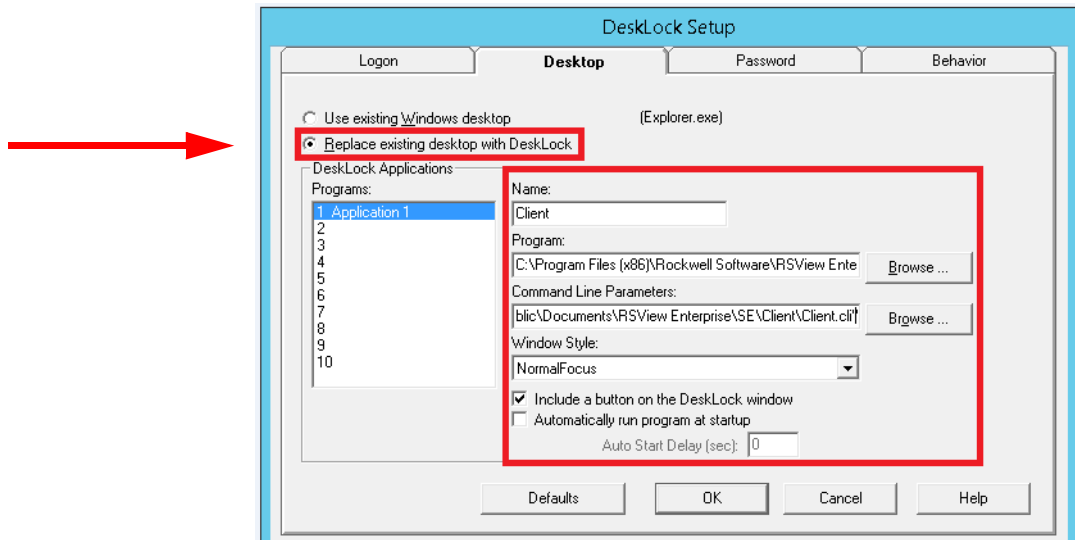 DeskLock Setup
Logon Desktop Password Behavior
Use existing Windows desktop (Explorer.exe)
Replace existing desktop with DeskLock
DeskLock Applications
Programs:
1 Application 1
2
3
4
5
6
7
8
9
10
Name:
Client
Program:
C:\Program Files (x86)\Rockwell Software\RSView Ente Browse ...
Command Line Parameters:
blic\Documents\RSView Enterprise\SE\Client\Client.cli" Browse ...
Window Style:
NormalFocus
Include a button on the DeskLock window
Automatically run program at startup
Auto Start Delay (sec): 0
Defaults OK Cancel Help